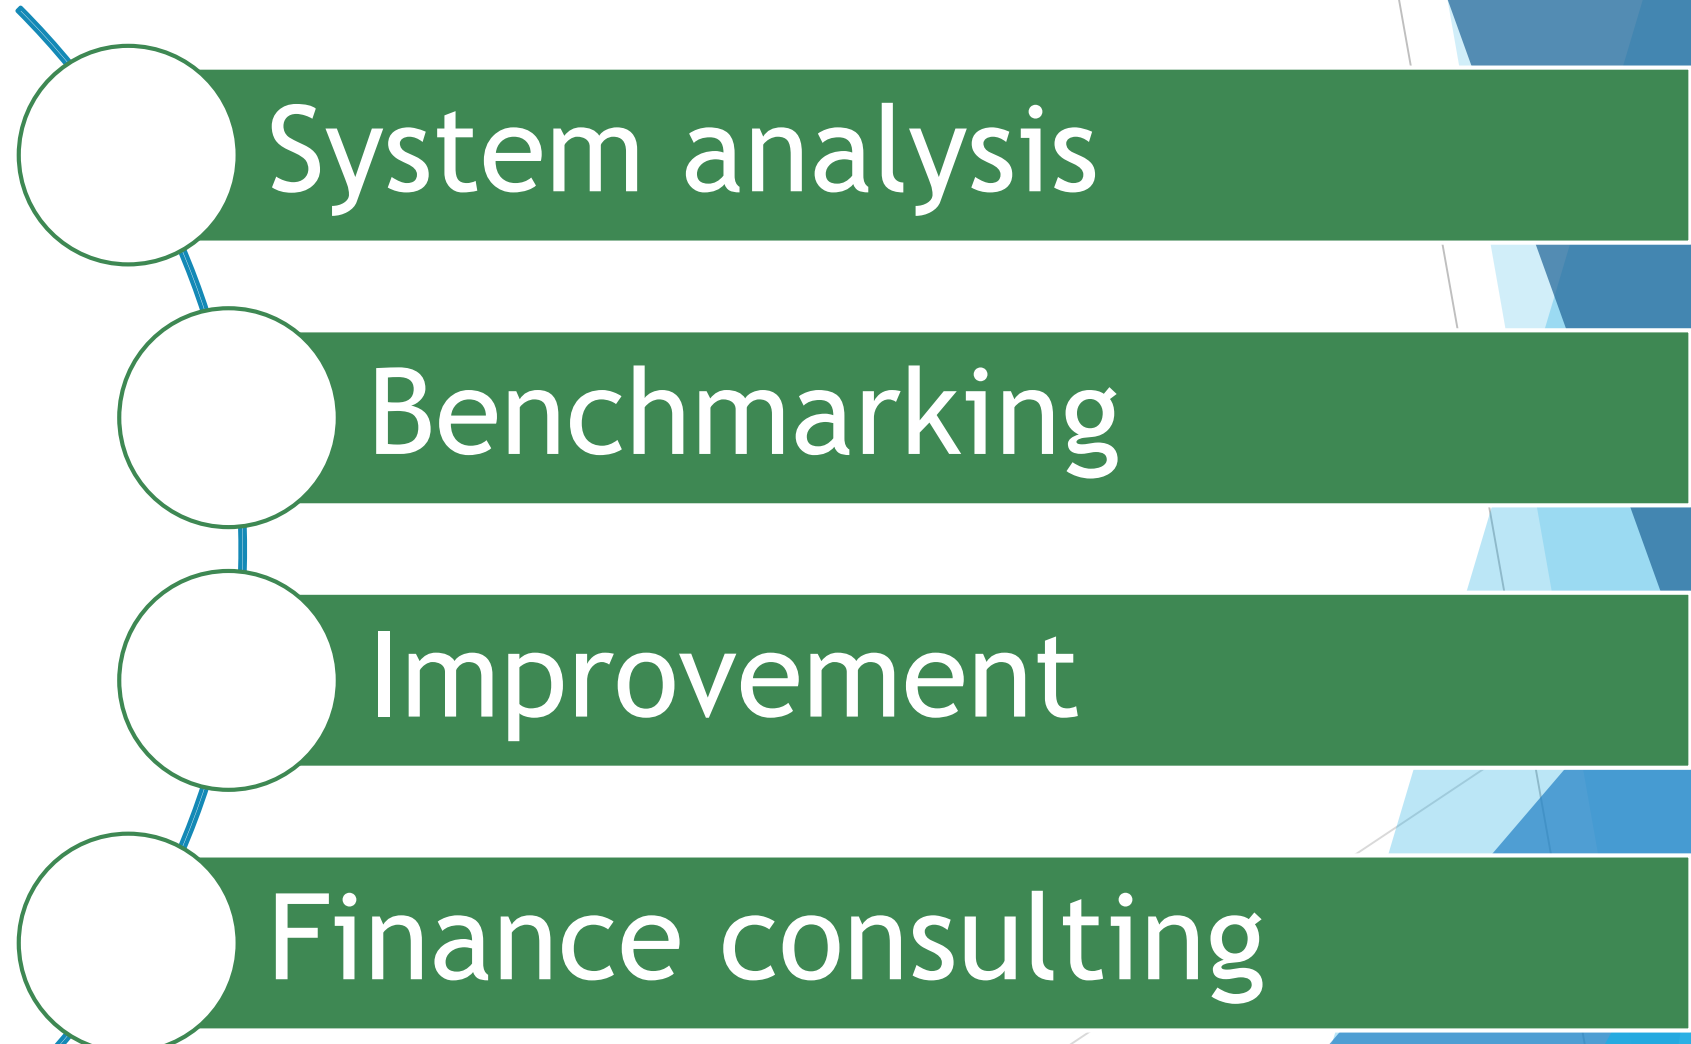 System analysis
Benchmarking
Improvement
Finance consulting